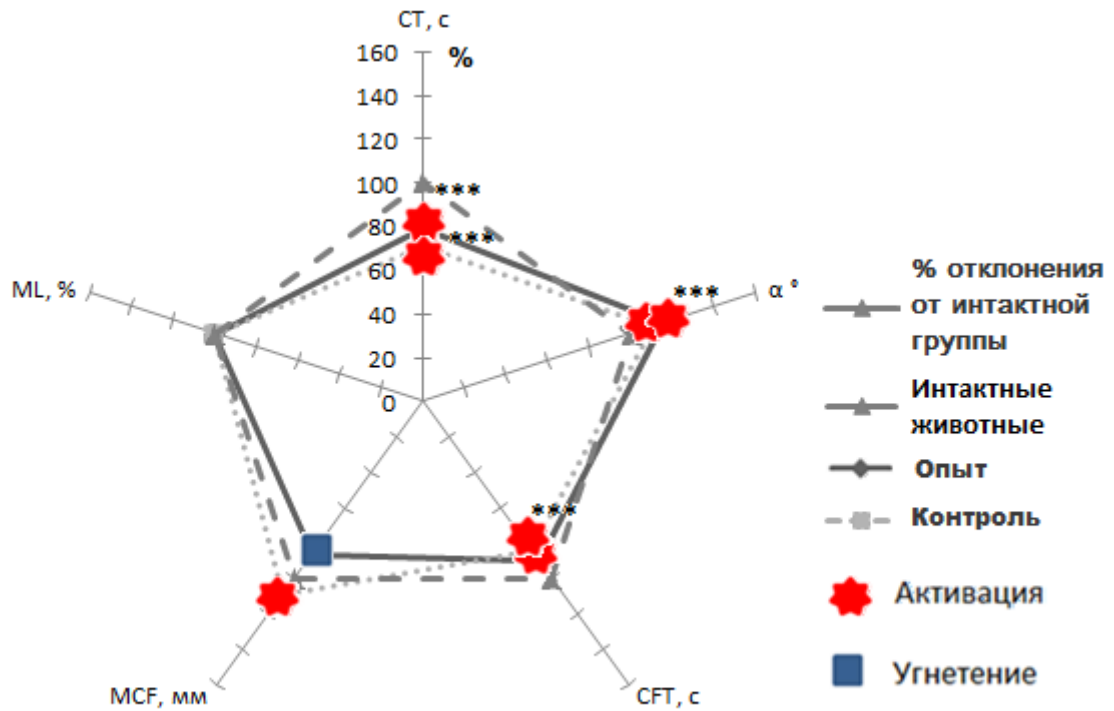 CT, с
160
%
140
120
100
***
80
***
60
40
20
0
ML, %
α °
***
***
MCF, мм
CFT, с
% отклонения
от интактной
группы
Интактные
животные
Опыт
Контроль
Активация
Угнетение